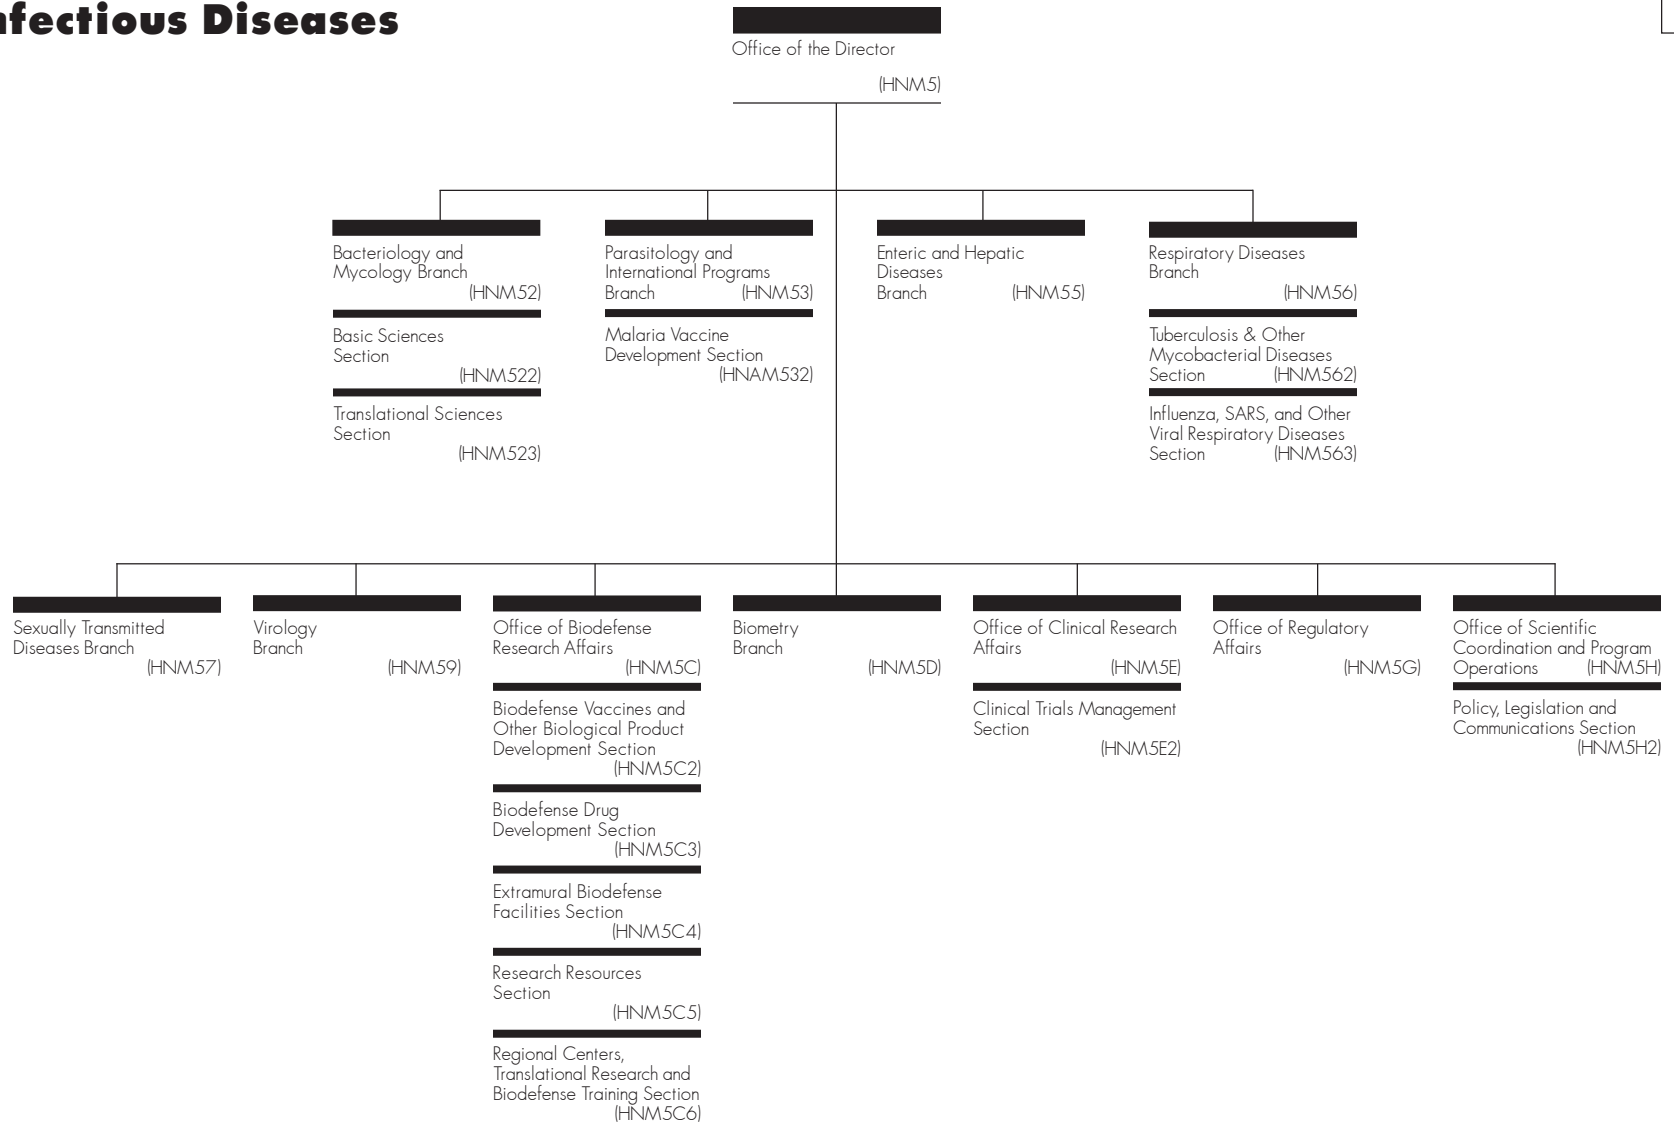 nfectious Diseases
Office of the Director
(HNM5)
Bacteriology and
Mycology Branch
(HNM52)
Basic Sciences
Section
(HNM522)
Translational Sciences
Section
(HNM523)
Parasitology and
International Programs
Branch (HNM53)
Malaria Vaccine
Development Section
(HNAM532)
Enteric and Hepatic
Diseases
Branch (HNM55)
Respiratory Diseases
Branch
(HNM56)
Tuberculosis & Other
Mycobacterial Diseases
Section (HNM562)
Influenza, SARS, and Other
Viral Respiratory Diseases
Section (HNM563)
Sexually Transmitted
Diseases Branch
(HNM57)
Virology
Branch
(HNM59)
Office of Biodefense
Research Affairs
(HNM5C)
Biodefense Vaccines and
Other Biological Product
Development Section
(HNM5C2)
Biodefense Drug
Development Section
(HNM5C3)
Extramural Biodefense
Facilities Section
(HNM5C4)
Research Resources
Section
(HNM5C5)
Regional Centers,
Translational Research and
Biodefense Training Section
(HNM5C6)
Biometry
Branch
(HNM5D)
Office of Clinical Research
Affairs
(HNM5E)
Clinical Trials Management
Section
(HNM5E2)
Office of Regulatory
Affairs
(HNM5G)
Office of Scientific
Coordination and Program
Operations (HNM5H)
Policy, Legislation and
Communications Section
(HNM5H2)